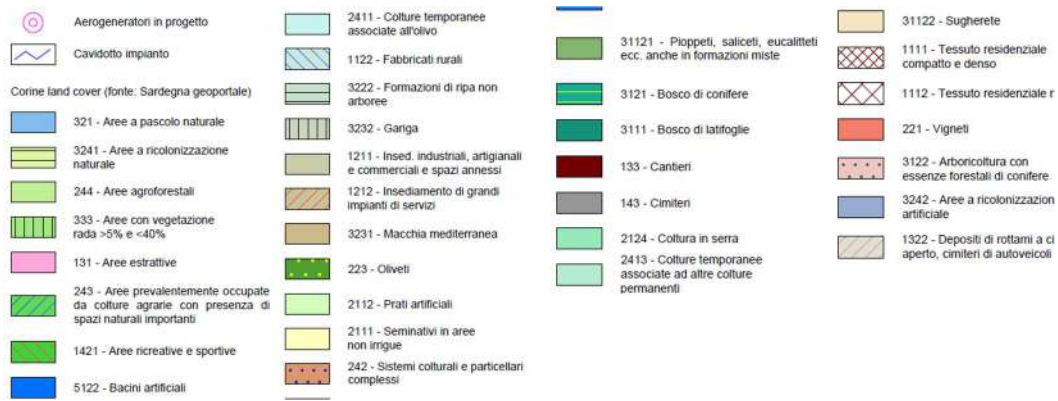 Aerogeneratori in progetto
Cavidotto impianto
Corine land cover (fonte: Sardegna geoportale)
321 - Aree a pascolo naturale
3241 - Aree a ricolonizzazione
naturale
244 - Aree agroforestali
333 - Aree con vegetazione
rada >5% e <40%
131 - Aree estrattive
243 - Aree prevalentemente occupate
da colture agrarie con presenza di
spazi naturali importanti
1421 - Aree ricreative e sportive
5122 - Bacini artificiali
2411 - Colture temporanee
associate all'olivo
1122 - Fabbricati rurali
3222 - Formazioni di ripa non
arboree
3232 - Gariga
1211 - Insed. industriali, artigianali
e commerciali e spazi annessi
1212 - Insediamento di grandi
impianti di servizi
3231 - Macchia mediterranea
223 - Oliveti
2112 - Prati artificiali
2111 - Seminativi in aree
non irrigue
242 - Sistemi colturali e particellari
complessi
31121 - Pioppeti, saliceti, eucalitteti
ecc. anche in formazioni miste
3121 - Bosco di conifere
3111 - Bosco di latifoglie
133 - Cantieri
143 - Cimiteri
2124 - Coltura in serra
2413 - Colture temporanee
associate ad altre colture
permanenti
31122 - Sugherete
1111 - Tessuto residenziale
compatto e denso
1112 - Tessuto residenziale r
221 - Vigneti
3122 - Arboricoltura con
essenze forestali di conifere
3242 - Aree a ricolonizzazion
artificiale
1322 - Depositi di rottami a ci
aperto, cimiteri di autoveicoli